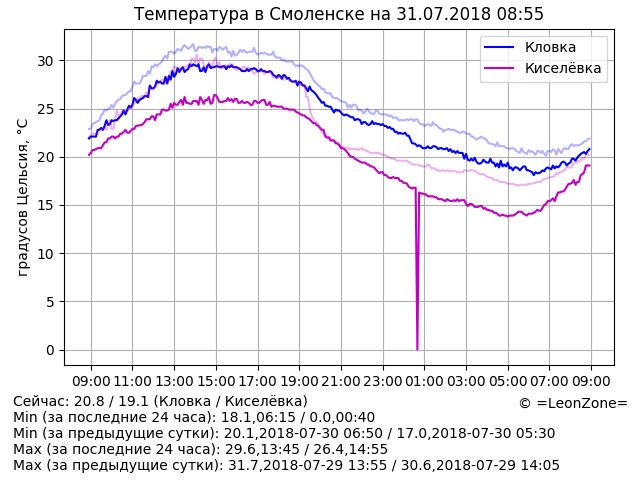 Температура в Смоленске на 31.07.2018 08:55
градусов Цельсия, °C
30
25
20
15
10
5
0
Кловка
Киселёвка
09:00 11:00 13:00 15:00 17:00 19:00 21:00 23:00 01:00 03:00 05:00 07:00 09:00
Сейчас: 20.8 / 19.1 (Кловка / Киселёвка)
© =LeonZone=
Min (за последние 24 часа): 18.1,06:15 / 0.0,00:40
Min (за предыдущие сутки): 20.1,2018-07-30 06:50 / 17.0,2018-07-30 05:30
Max (за последние 24 часа): 29.6,13:45 / 26.4,14:55
Max (за предыдущие сутки): 31.7,2018-07-29 13:55 / 30.6,2018-07-29 14:05